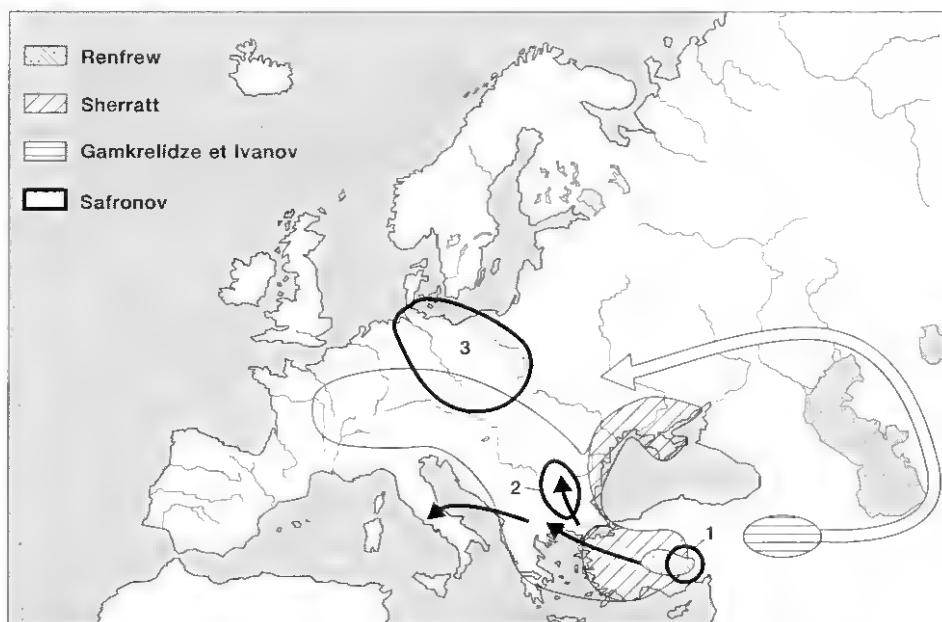 Renfrew
Sherratt
Gamkrelidze et Ivanov
Safronov
3
2
1